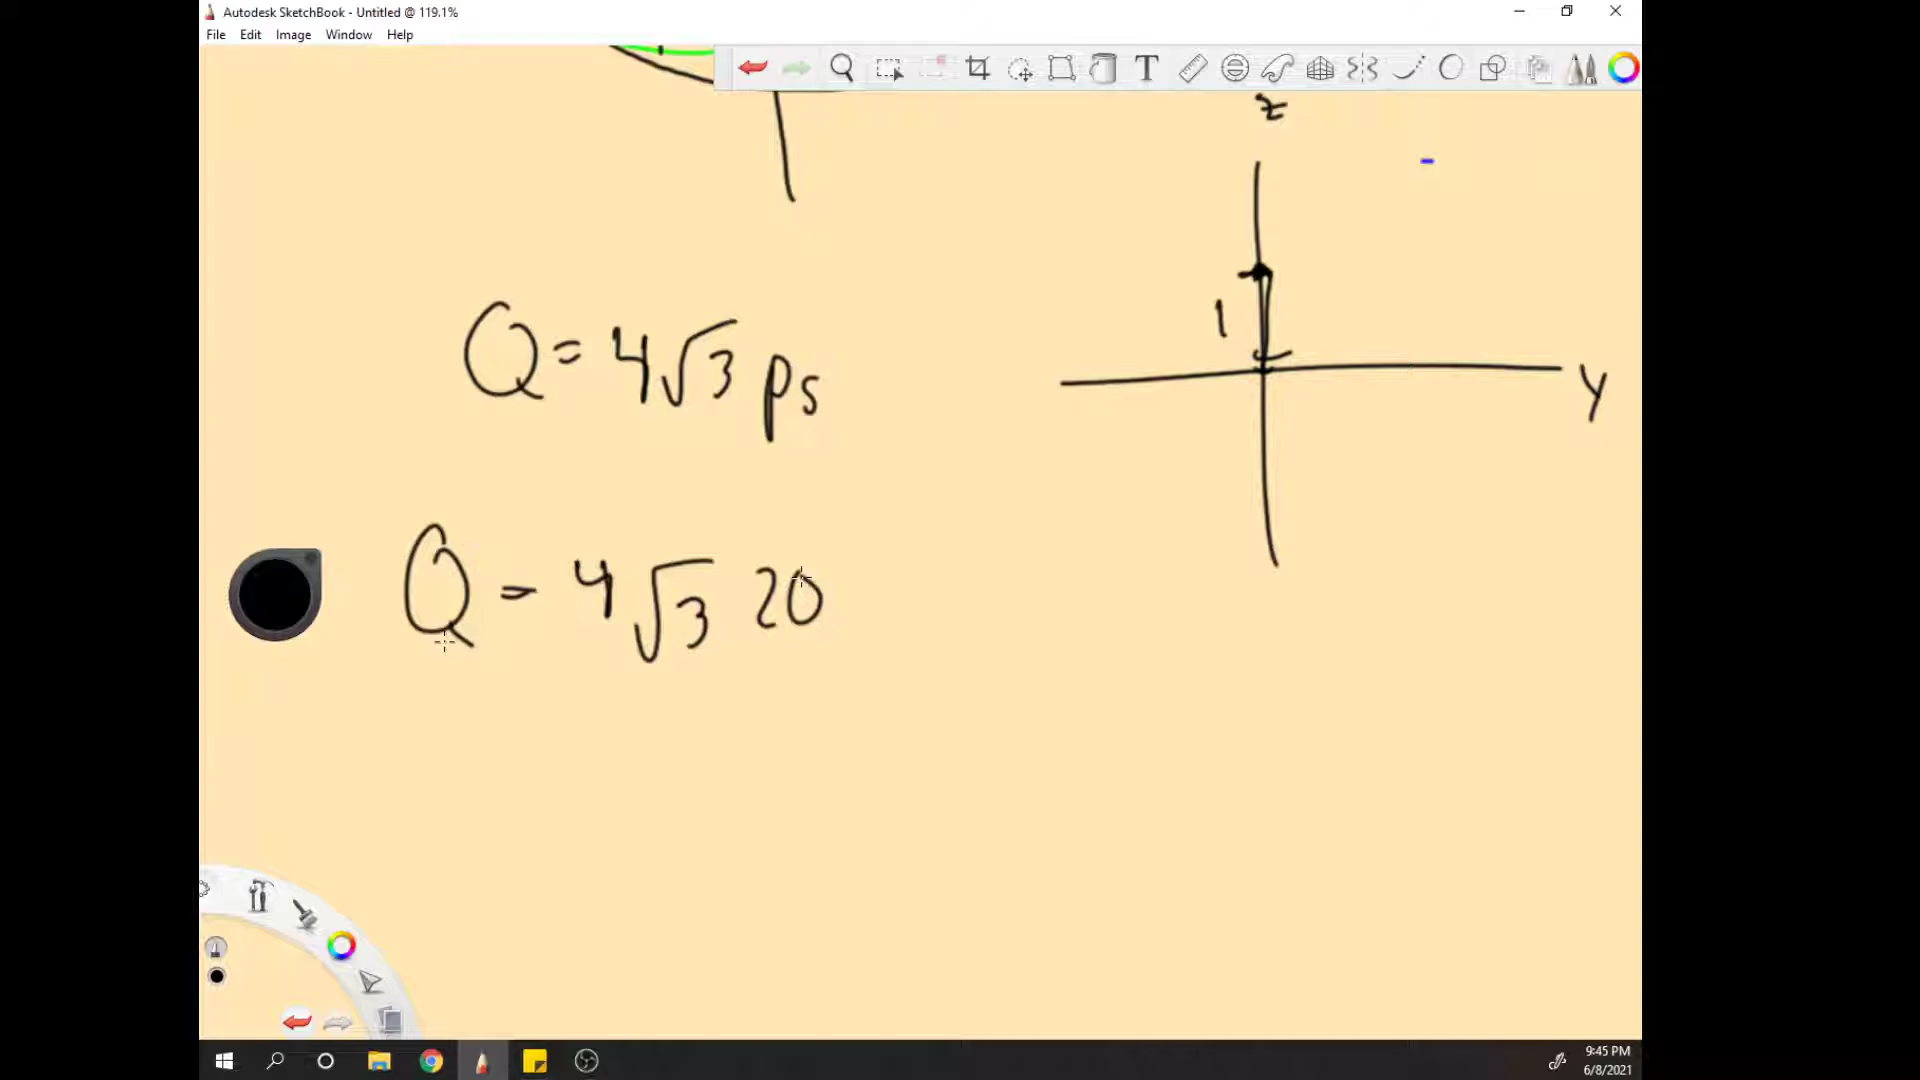 Autodesk SketchBook - Untitled @ 119.1%
File Edit Image Window Help
T
z
1
y
Q = 4√3 ps
Q = 4√3 20
9:45 PM
6/8/2021